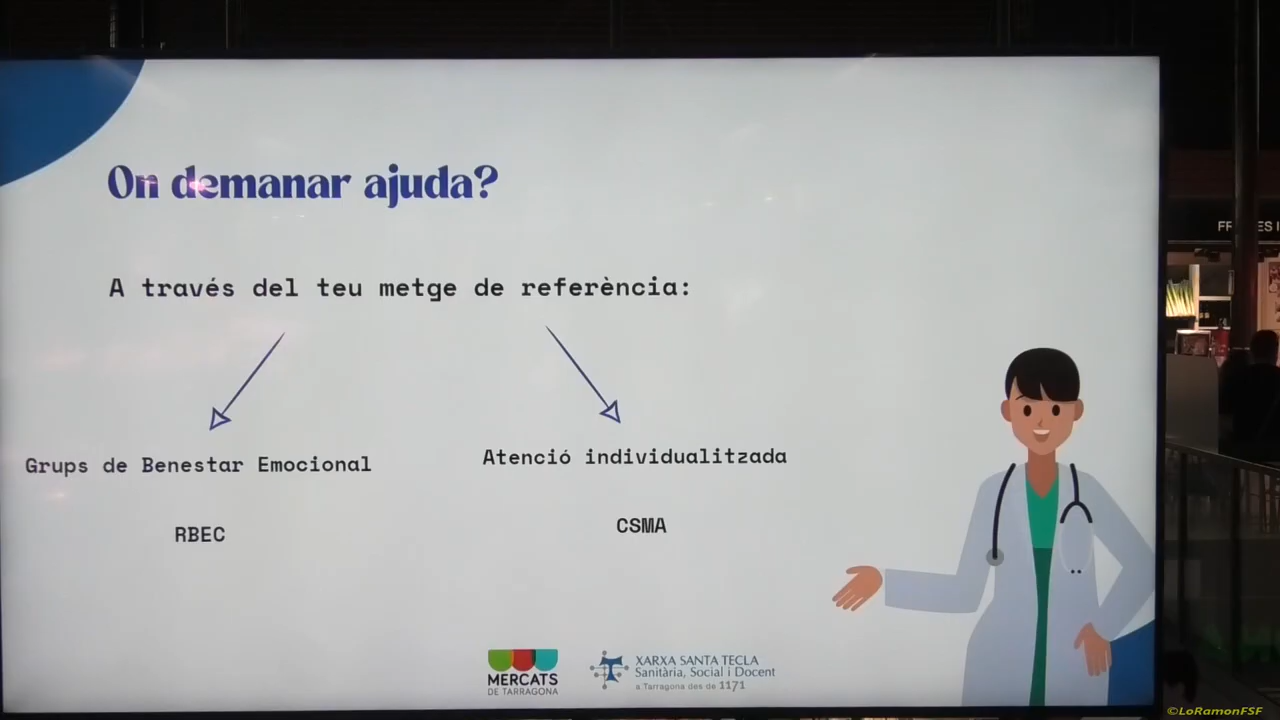 On demanar ajuda?
A través del teu metge de referència:
Grups de Benestar Emocional
Atenció individualitzada
RBEC
CSMA
MERCATS
DE TARRAGONA
XARXA SANTA TECLA
Sanitària, Social i Docent
a Tarragona des de 1171
©LoRamonFSF